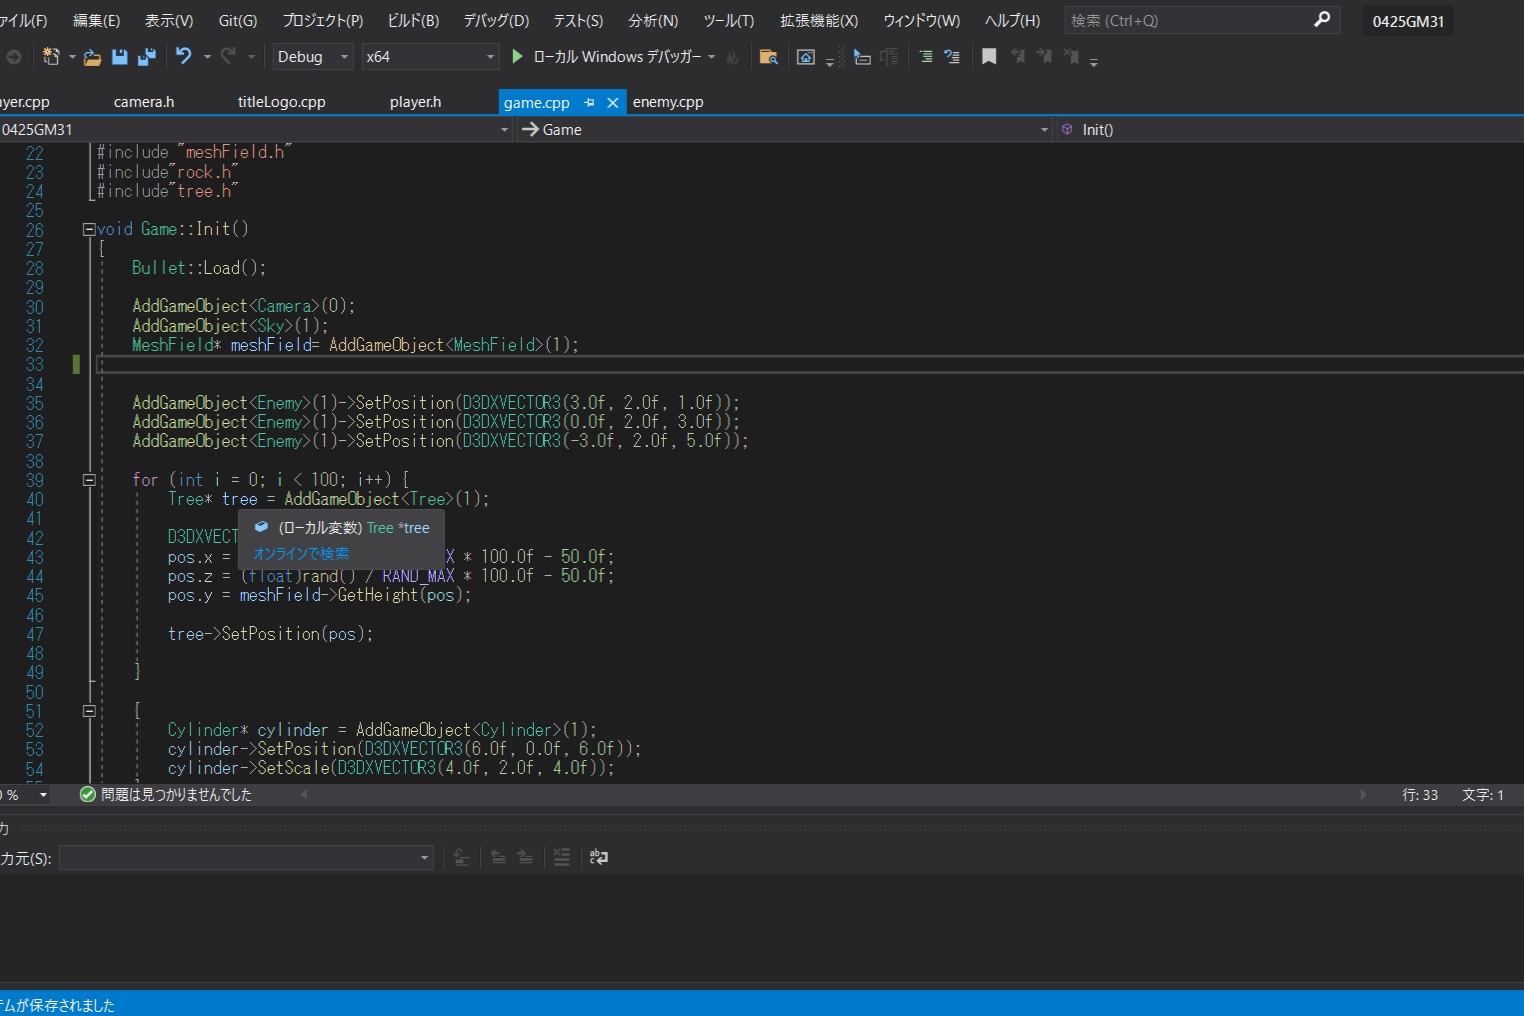 ァイル(F) 編集(E) 表示(V) Git(G) プロジェクト(P) ビルド(B) デバッグ(D) テスト(S) 分析(N) ツール(T) 拡張機能(X) ウィンドウ(W) ヘルプ(H) 検索 (Ctrl+Q) 0425GM31
Debug x64 ローカル Windows デバッガー
ayer.cpp camera.h titleLogo.cpp player.h game.cpp enemy.cpp
0425GM31 Game Init()
22 #include "meshField.h"
23 #include"rock.h"
24 #include"tree.h"
25
26 void Game::Init()
27 {
28 Bullet::Load();
29
30 AddGameObject<Camera>(0);
31 AddGameObject<Sky>(1);
32 MeshField* meshField= AddGameObject<MeshField>(1);
33
34
35 AddGameObject<Enemy>(1)->SetPosition(D3DXVECTOR3(3.0f, 2.0f, 1.0f));
36 AddGameObject<Enemy>(1)->SetPosition(D3DXVECTOR3(0.0f, 2.0f, 3.0f));
37 AddGameObject<Enemy>(1)->SetPosition(D3DXVECTOR3(-3.0f, 2.0f, 5.0f));
38
39 for (int i = 0; i < 100; i++) {
40 Tree* tree = AddGameObject<Tree>(1);
41
(ローカル変数) Tree *tree
オンラインで検索
42 D3DXVECT
43 pos.x = X * 100.0f - 50.0f;
44 pos.z = (float)rand() / RAND_MAX * 100.0f - 50.0f;
45 pos.y = meshField->GetHeight(pos);
46
47 tree->SetPosition(pos);
48
49 }
50
51 {
52 Cylinder* cylinder = AddGameObject<Cylinder>(1);
53 cylinder->SetPosition(D3DXVECTOR3(6.0f, 0.0f, 6.0f));
54 cylinder->SetScale(D3DXVECTOR3(4.0f, 2.0f, 4.0f));
55 }
0 % 問題は見つかりませんでした 行: 33 文字: 1
力
力元(S):
テムが保存されました